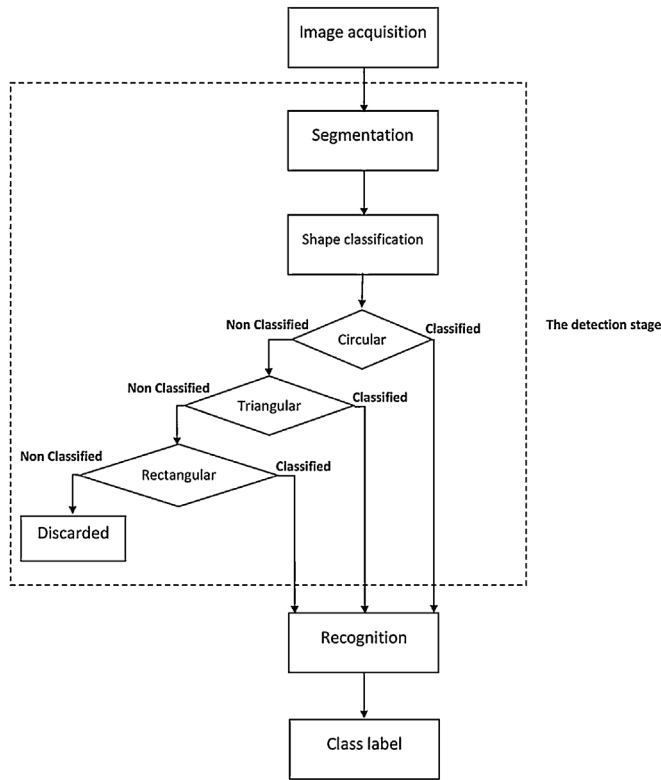 Image acquisition
Segmentation
Shape classification
Non Classified
Classified
Circular
The detection stage
Non Classified
Classified
Triangular
Non Classified
Classified
Rectangular
Discarded
Recognition
Class label